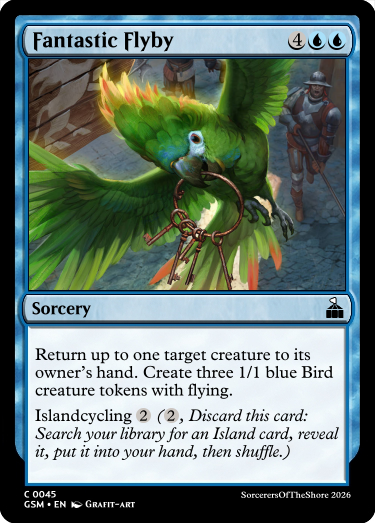 Fantastic Flyby 4
Sorcery
Return up to one target creature to its
owner's hand. Create three 1/1 blue Bird
creature tokens with flying.
Islandcycling 2 (2, Discard this card:
Search your library for an Island card, reveal
it, put it into your hand, then shuffle.)
C 0045
GSM • EN Grafit-art
SorcerersOfTheShore 2026